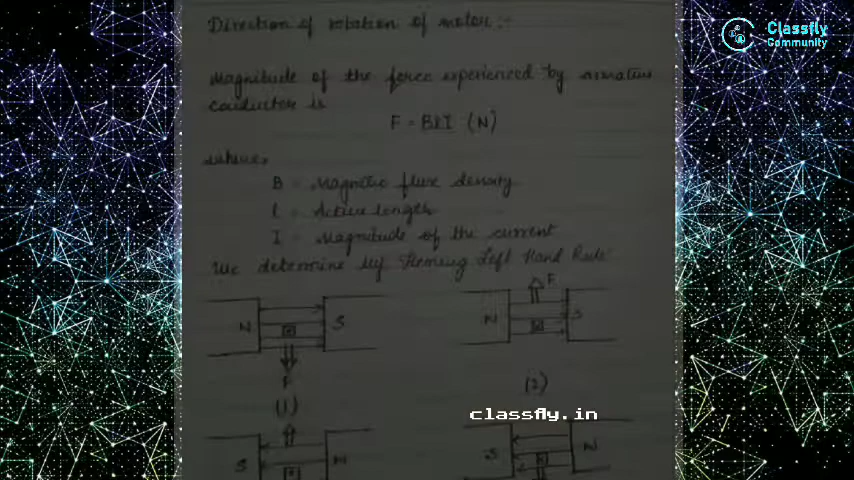 Classfly
Community
Direction of rotation of motor:-
Magnitude of the force experienced by armature
conductor is
F = BlI (N)
where,
B = Magnetic flux density
l = Active length
I = Magnitude of the current
We determine by Fleming Left Hand Rule
N S
F
(1)
F
N S
(2)
classfly.in
S N
S N